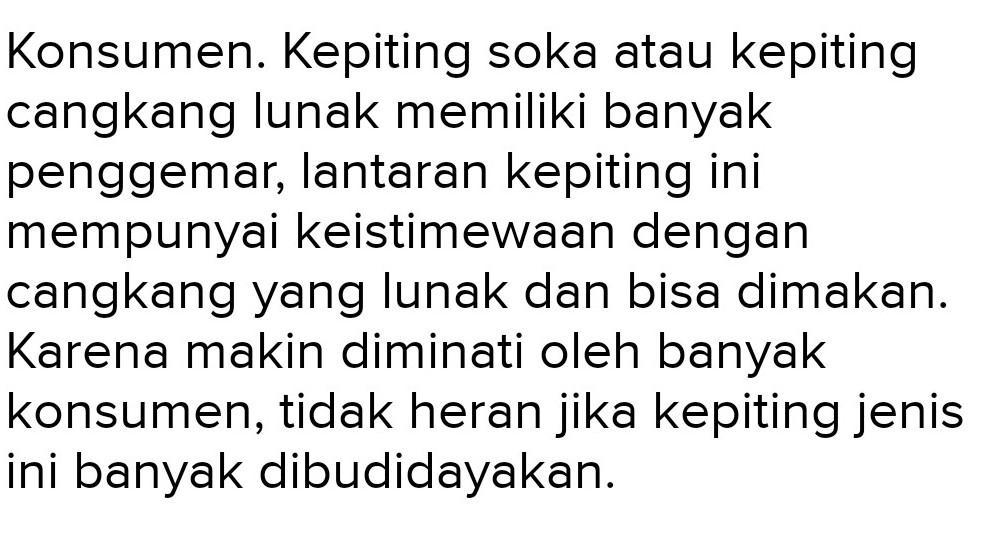 Konsumen. Kepiting soka atau kepiting
cangkang lunak memiliki banyak
penggemar, lantaran kepiting ini
mempunyai keistimewaan dengan
cangkang yang lunak dan bisa dimakan.
Karena makin diminati oleh banyak
konsumen, tidak heran jika kepiting jenis
ini banyak dibudidayakan.